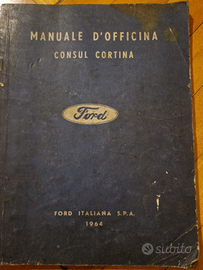 MANUALE D'OFFICINA
CONSUL CORTINA
Ford
FORD ITALIANA S.P.A.
1964
subito